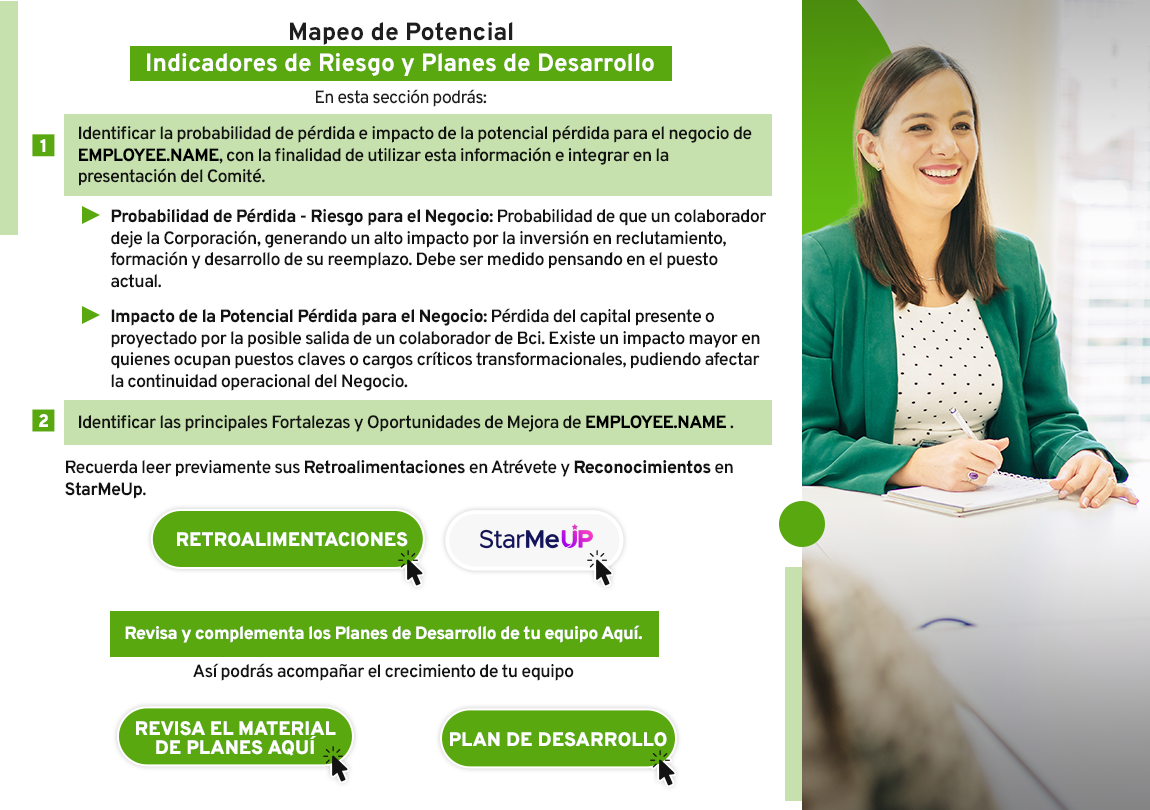 Mapeo de Potencial
Indicadores de Riesgo y Planes de Desarrollo
En esta sección podrás:
1
Identificar la probabilidad de pérdida e impacto de la potencial pérdida para el negocio de
EMPLOYEE.NAME, con la finalidad de utilizar esta información e integrar en la
presentación del Comité.
Probabilidad de Pérdida - Riesgo para el Negocio: Probabilidad de que un colaborador
deje la Corporación, generando un alto impacto por la inversión en reclutamiento,
formación y desarrollo de su reemplazo. Debe ser medido pensando en el puesto
actual.
Impacto de la Potencial Pérdida para el Negocio: Pérdida del capital presente o
proyectado por la posible salida de un colaborador de Bci. Existe un impacto mayor en
quienes ocupan puestos claves o cargos críticos transformacionales, pudiendo afectar
la continuidad operacional del Negocio.
2
Identificar las principales Fortalezas y Oportunidades de Mejora de EMPLOYEE.NAME .
Recuerda leer previamente sus Retroalimentaciones en Atrévete y Reconocimientos en
StarMeUp.
RETROALIMENTACIONES
StarMeUP
Revisa y complementa los Planes de Desarrollo de tu equipo Aquí.
Así podrás acompañar el crecimiento de tu equipo
REVISA EL MATERIAL
DE PLANES AQUÍ
PLAN DE DESARROLLO